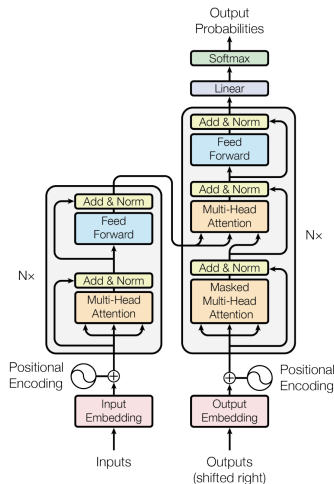 Output
Probabilities
Softmax
Linear
Add & Norm
Feed
Forward
Add & Norm
Multi-Head
Attention
Add & Norm
Masked
Multi-Head
Attention
N×
Positional
Encoding
Output
Embedding
Outputs
(shifted right)
Add & Norm
Feed
Forward
Add & Norm
Multi-Head
Attention
N×
Positional
Encoding
Input
Embedding
Inputs